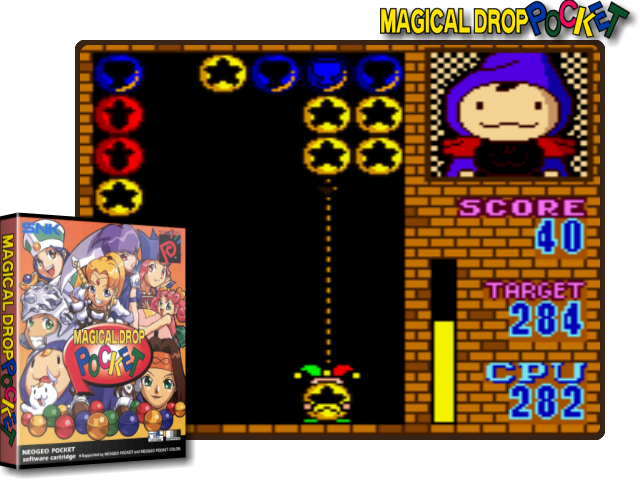 MAGICAL DROP POCKET
SCORE
40
TARGET
284
CPU
282
SNK
MAGICAL DROP
POCKET
MAGICAL DROP POCKET
NEOGEO POCKET
software cartridge